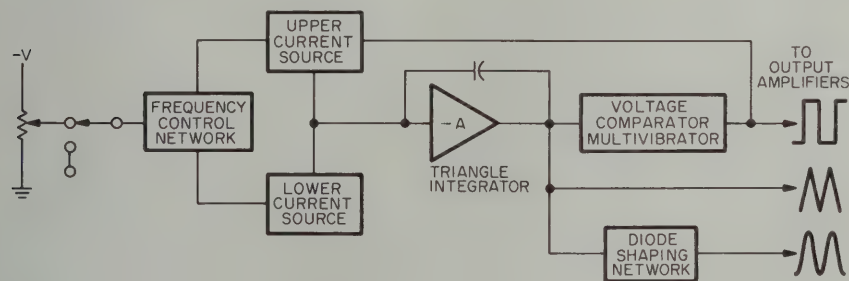 UPPER
CURRENT
SOURCE
-V
TO
OUTPUT
AMPLIFIERS
FREQUENCY
CONTROL
NETWORK
-A
VOLTAGE
COMPARATOR
MULTIVIBRATOR
TRIANGLE
INTEGRATOR
LOWER
CURRENT
SOURCE
DIODE
SHAPING
NETWORK